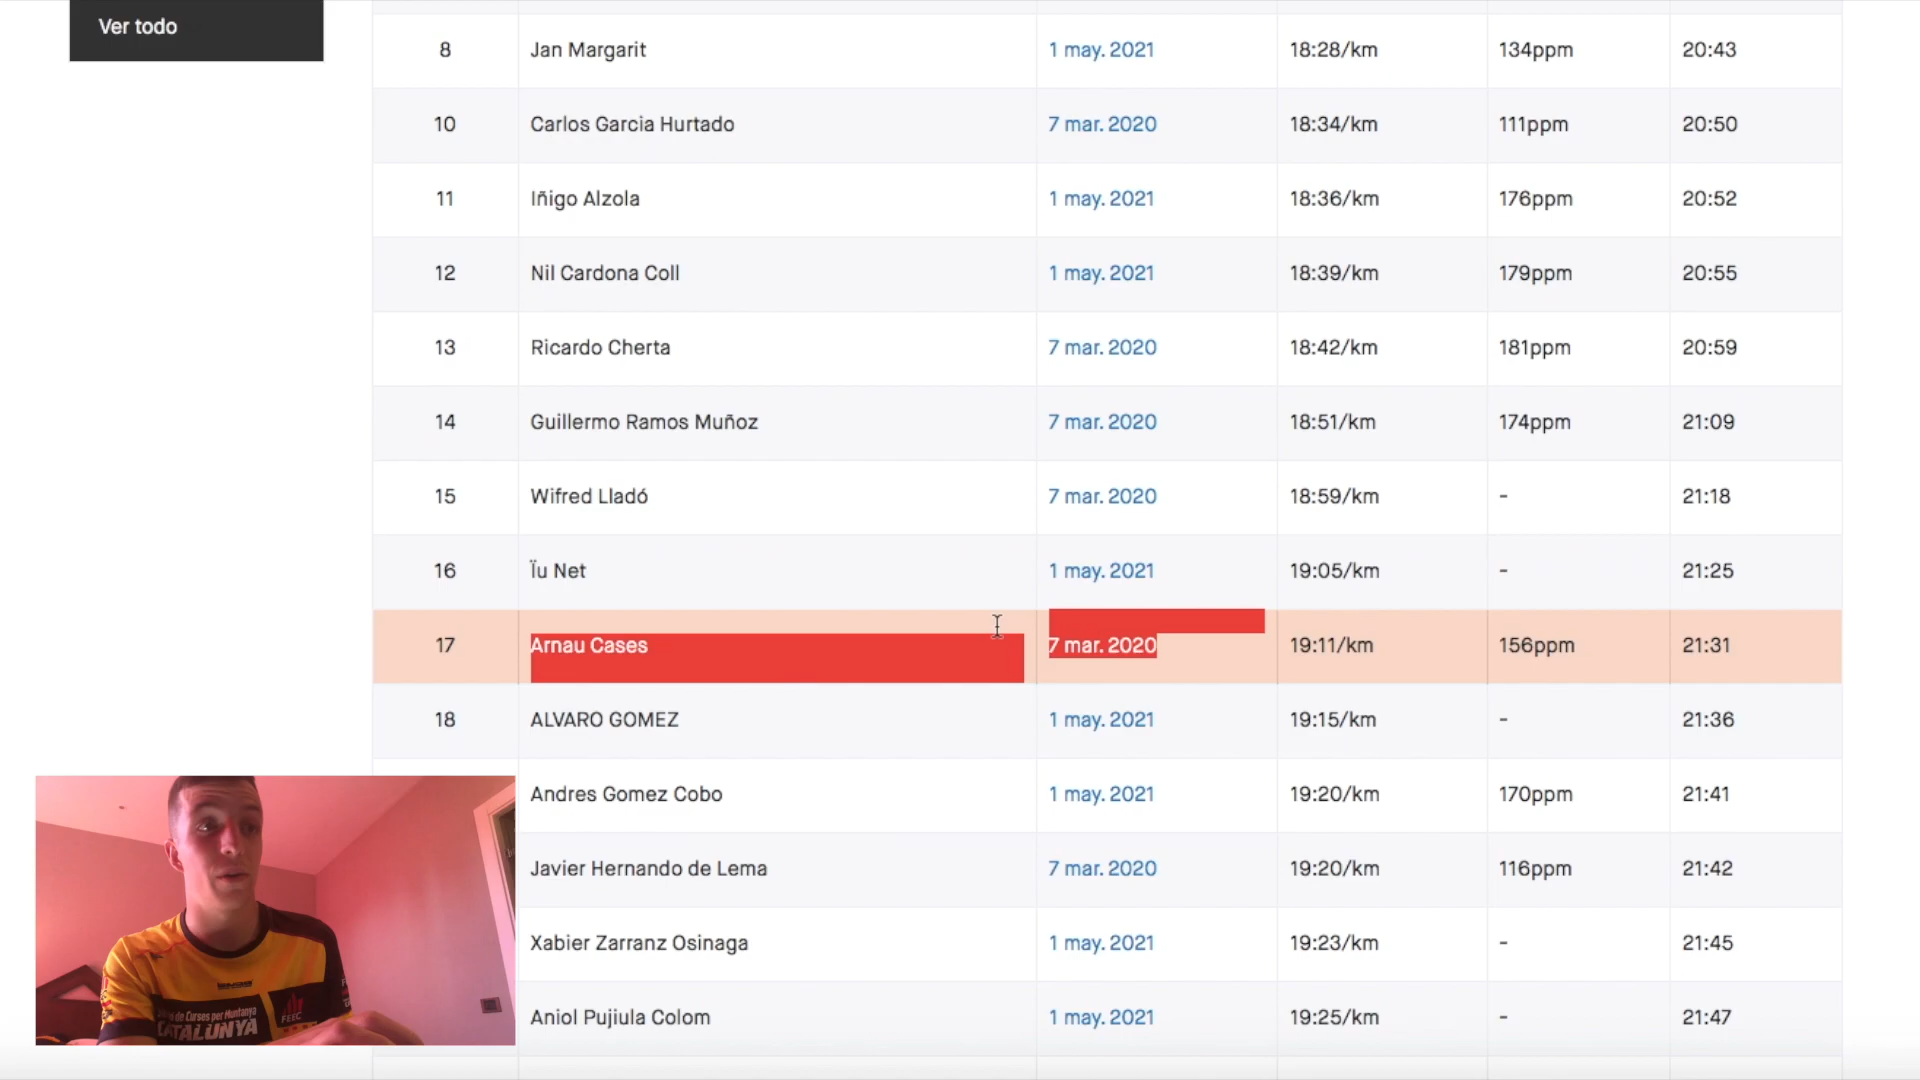 Ver todo
8 Jan Margarit 1 may. 2021 18:28/km 134ppm 20:43
10 Carlos Garcia Hurtado 7 mar. 2020 18:34/km 111ppm 20:50
11 Iñigo Alzola 1 may. 2021 18:36/km 176ppm 20:52
12 Nil Cardona Coll 1 may. 2021 18:39/km 179ppm 20:55
13 Ricardo Cherta 7 mar. 2020 18:42/km 181ppm 20:59
14 Guillermo Ramos Muñoz 7 mar. 2020 18:51/km 174ppm 21:09
15 Wifred Lladó 7 mar. 2020 18:59/km - 21:18
16 Ïu Net 1 may. 2021 19:05/km - 21:25
17 Arnau Cases 7 mar. 2020 19:11/km 156ppm 21:31
18 ALVARO GOMEZ 1 may. 2021 19:15/km - 21:36
Andres Gomez Cobo 1 may. 2021 19:20/km 170ppm 21:41
Javier Hernando de Lema 7 mar. 2020 19:20/km 116ppm 21:42
Xabier Zarranz Osinaga 1 may. 2021 19:23/km - 21:45
Aniol Pujiula Colom 1 may. 2021 19:25/km - 21:47
de Curses per Muntanya
CATALUNYA
FEEC